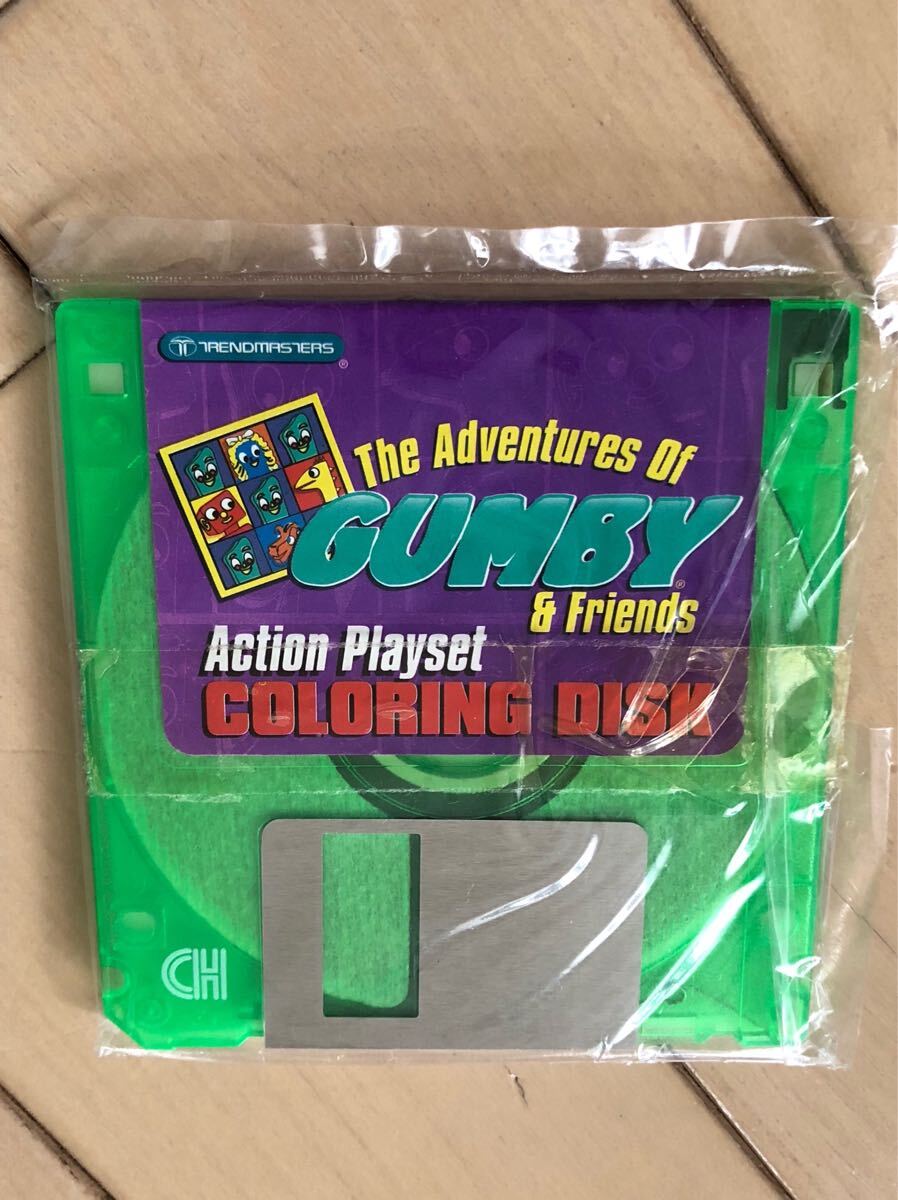 TRENDMASTERS
®
The Adventures Of
GUMBY
®
& Friends
Action Playset
COLORING DISK
CH